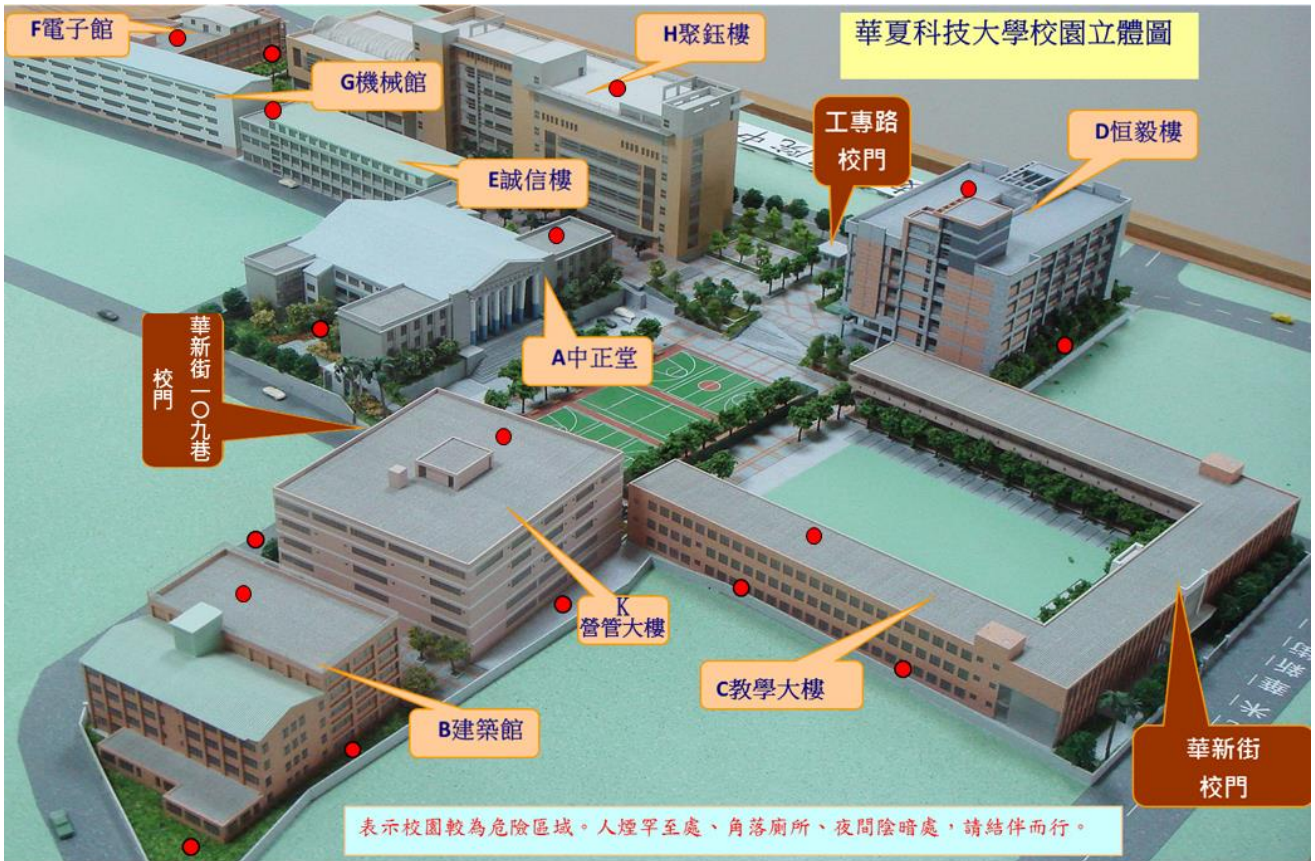 F電子館
H聚鈺樓
華夏科技大學校園立體圖
G機械館
工專路
校門
D恒毅樓
E誠信樓
A中正堂
華新街一〇九巷
校門
K
營管大樓
C教學大樓
B建築館
華新街
校門
表示校園較為危險區域。人煙罕至處、角落廁所、夜間陰暗處，請結伴而行。